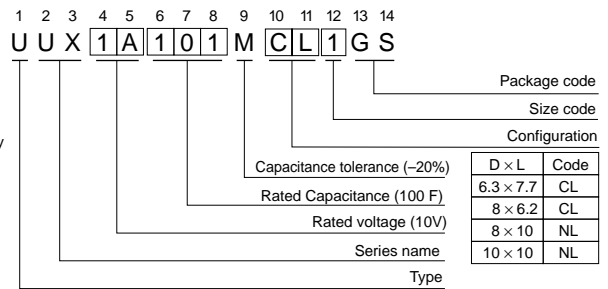 1 2 3 4 5 6 7 8 9 10 11 12 13 14
U U X 1 A 1 0 1 M C L 1 G S
Package code
Size code
Configuration
Capacitance tolerance (–20%)
Rated Capacitance (100 F)
Rated voltage (10V)
Series name
Type
D × L Code
6.3 × 7.7 CL
8 × 6.2 CL
8 × 10 NL
10 × 10 NL